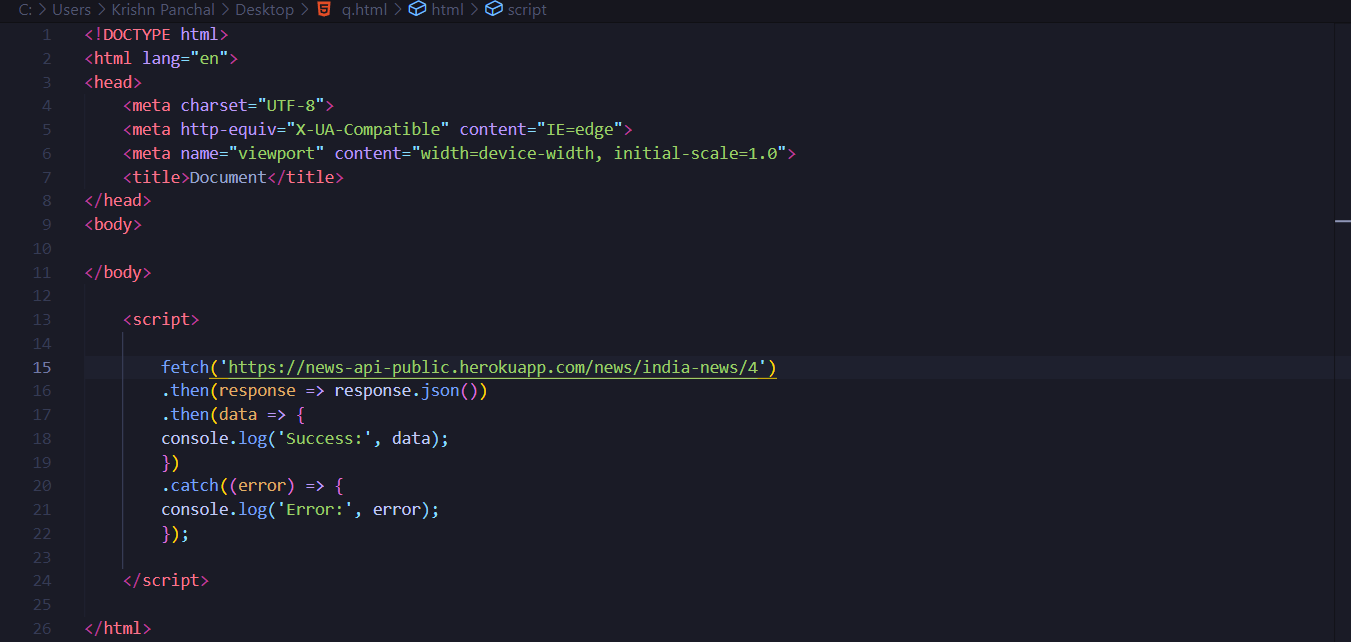 C: > Users > Krishn Panchal > Desktop > q.html > html > script
1 <!DOCTYPE html>
2 <html lang="en">
3 <head>
4     <meta charset="UTF-8">
5     <meta http-equiv="X-UA-Compatible" content="IE=edge">
6     <meta name="viewport" content="width=device-width, initial-scale=1.0">
7     <title>Document</title>
8 </head>
9 <body>
10
11 </body>
12
13     <script>
14
15         fetch('https://news-api-public.herokuapp.com/news/india-news/4')
16         .then(response => response.json())
17         .then(data => {
18         console.log('Success:', data);
19         })
20         .catch((error) => {
21         console.log('Error:', error);
22         });
23
24     </script>
25
26 </html>